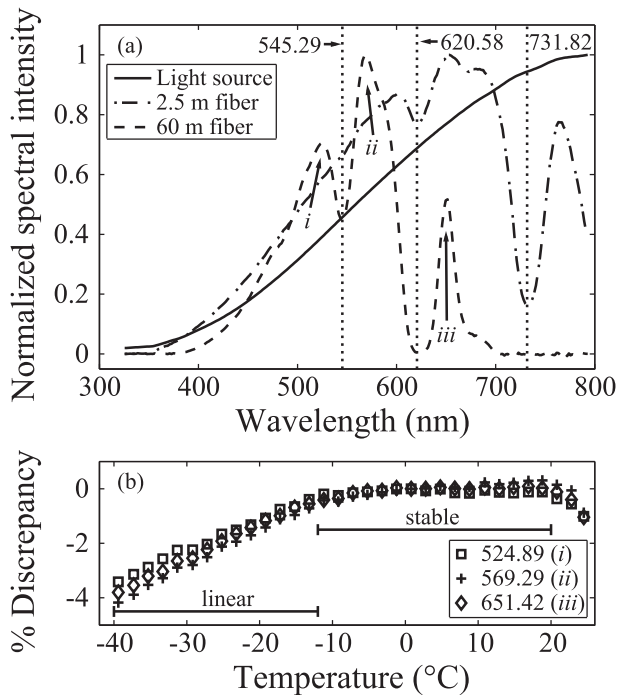 (a)
545.29
620.58
731.82
Light source
2.5 m fiber
60 m fiber
i
ii
iii
Normalized spectral intensity
1
0.8
0.6
0.4
0.2
0
300 400 500 600 700 800
Wavelength (nm)
(b)
% Discrepancy
0
-2
-4
stable
linear
524.89 (i)
569.29 (ii)
651.42 (iii)
-40 -30 -20 -10 0 10 20
Temperature (°C)